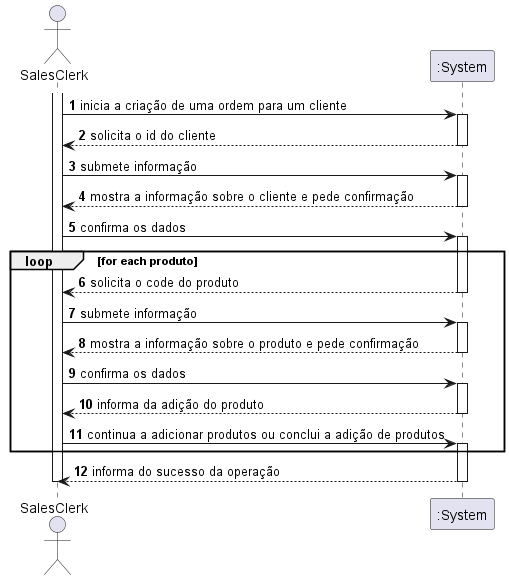 SalesClerk
:System
1 inicia a criação de uma ordem para um cliente
2 solicita o id do cliente
3 submete informação
4 mostra a informação sobre o cliente e pede confirmação
5 confirma os dados
loop [for each produto]
6 solicita o code do produto
7 submete informação
8 mostra a informação sobre o produto e pede confirmação
9 confirma os dados
10 informa da adição do produto
11 continua a adicionar produtos ou conclui a adição de produtos
12 informa do sucesso da operação
SalesClerk
:System